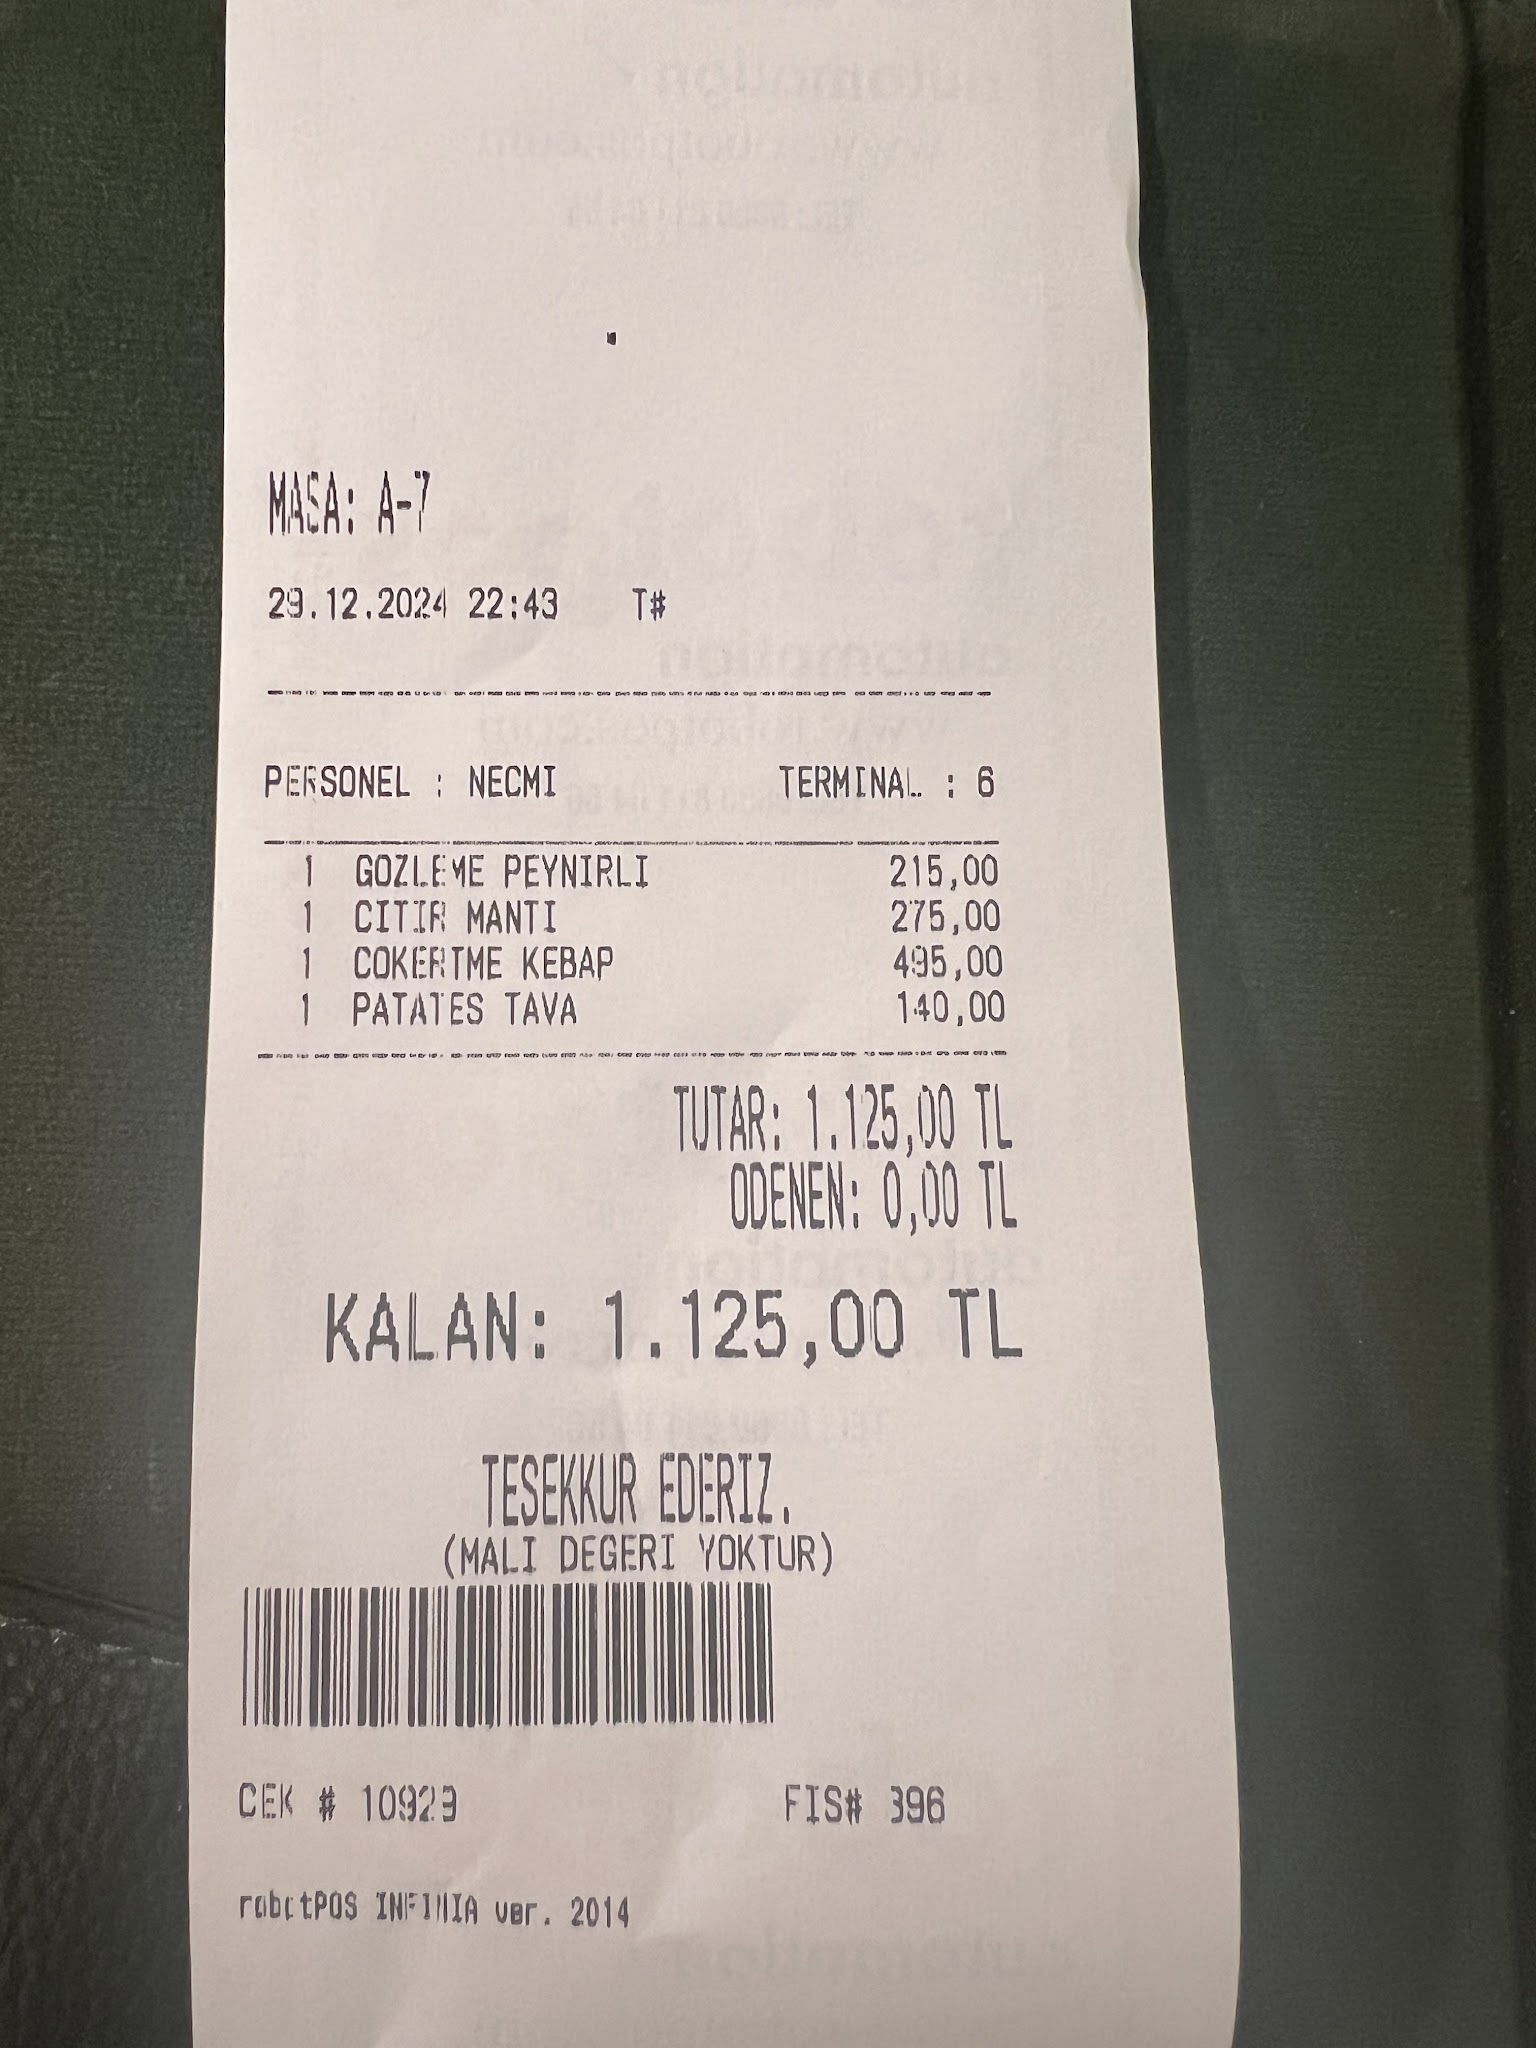 MASA: A-7
29.12.2024 22:43 T#
PERSONEL : NECMI TERMINAL : 6
1 GOZLEME PEYNIRLI 215,00
1 CITIR MANTI 275,00
1 COKERTME KEBAP 495,00
1 PATATES TAVA 140,00
TUTAR: 1.125,00 TL
ODENEN: 0,00 TL
KALAN: 1.125,00 TL
TESEKKUR EDERIZ.
(MALI DEGERI YOKTUR)
CEK # 10929 FIS# 396
robotPOS INFINIA ver. 2014